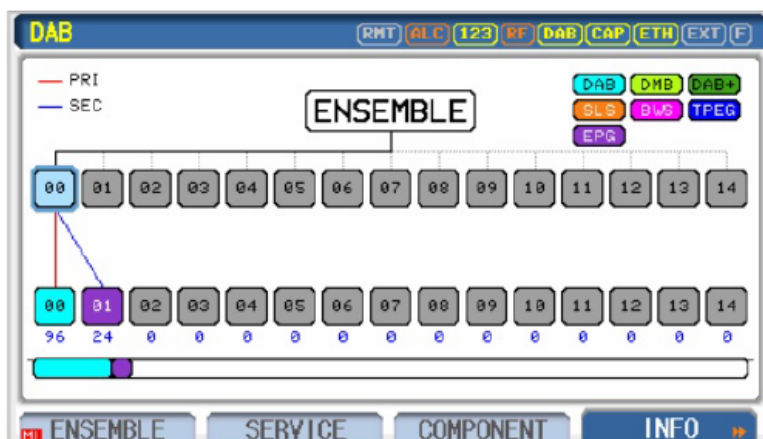 DAB RMT ALC 123 RF DAB CAP ETH EXT F
PRI DAB DMB DAB+
SEC ENSEMBLE SLS BWS TPEG
EPG
00 01 02 03 04 05 06 07 08 09 10 11 12 13 14
00 01 02 03 04 05 06 07 08 09 10 11 12 13 14
96 24 0 0 0 0 0 0 0 0 0 0 0 0 0
ENSEMBLE SERVICE COMPONENT INFO